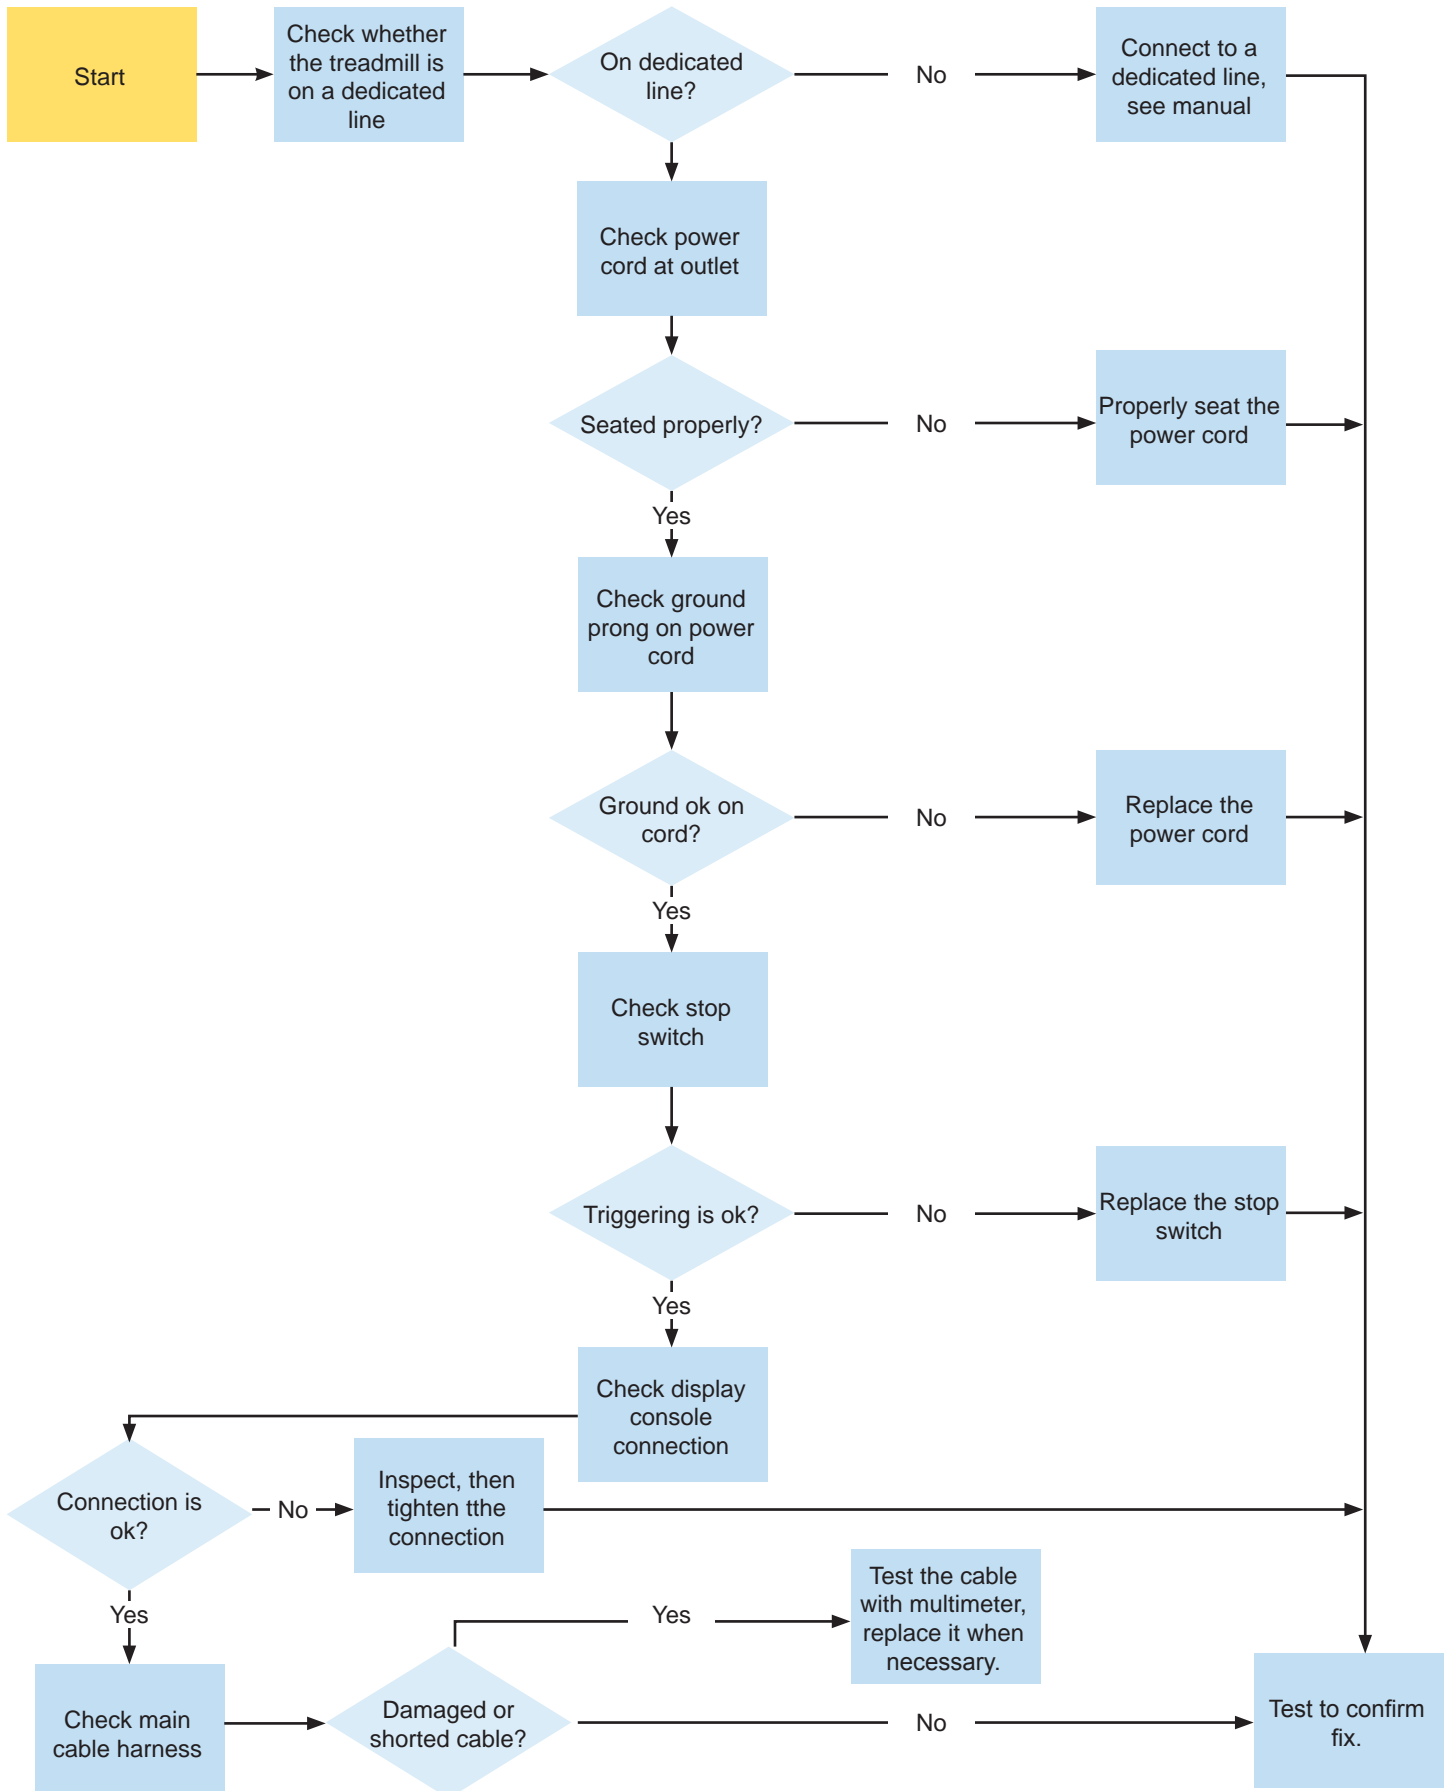 Start
Check whether
the treadmill is
on a dedicated
line
On dedicated
line?
No
Connect to a
dedicated line,
see manual
Check power
cord at outlet
Seated properly?
No
Properly seat the
power cord
Yes
Check ground
prong on power
cord
Ground ok on
cord?
No
Replace the
power cord
Yes
Check stop
switch
Triggering is ok?
No
Replace the stop
switch
Yes
Check display
console
connection
Connection is
ok?
No
Inspect, then
tighten tthe
connection
Yes
Check main
cable harness
Damaged or
shorted cable?
Yes
Test the cable
with multimeter,
replace it when
necessary.
No
Test to confirm
fix.